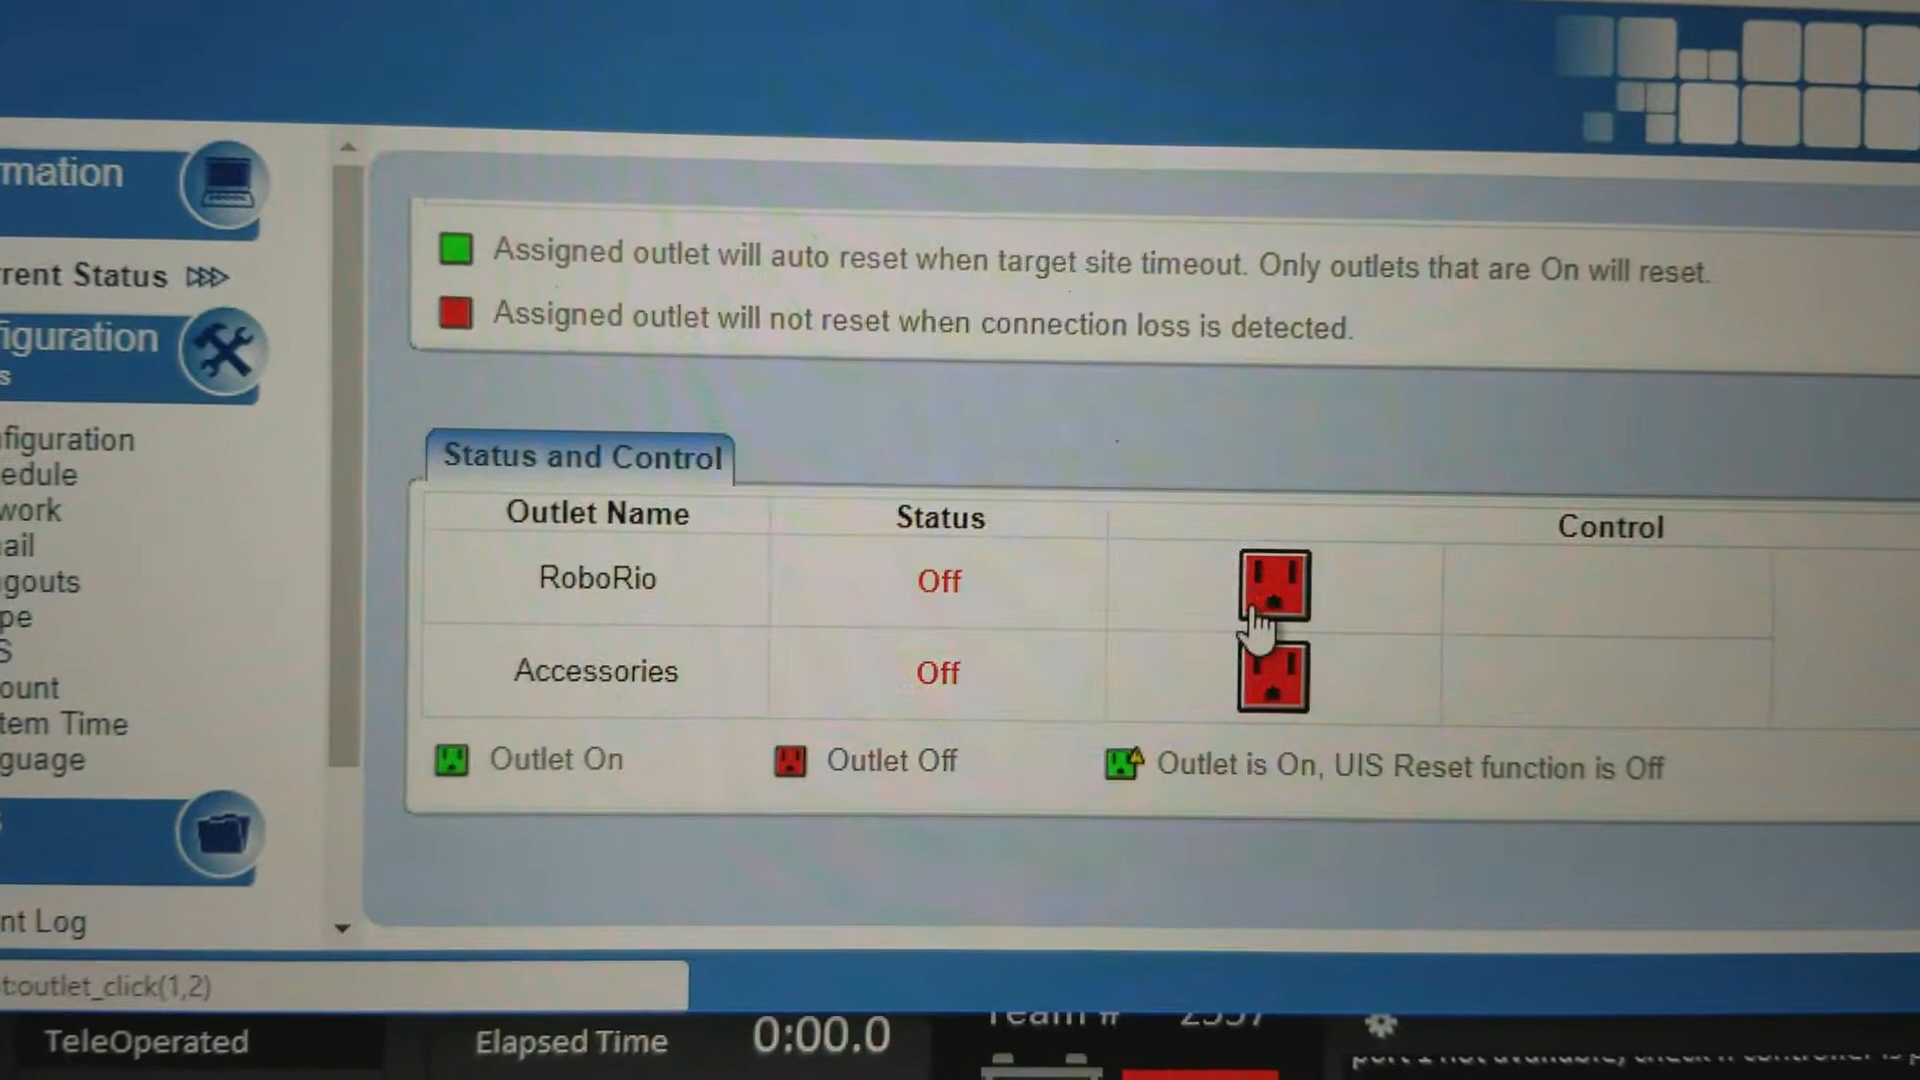 mation
rent Status
figuration
s
figuration
edule
work
ail
gouts
pe
S
ount
tem Time
guage
nt Log
Assigned outlet will auto reset when target site timeout. Only outlets that are On will reset.
Assigned outlet will not reset when connection loss is detected.
Status and Control
Outlet Name Status Control
RoboRio Off
Accessories Off
Outlet On Outlet Off Outlet is On, UIS Reset function is Off
t:outlet_click(1,2)
TeleOperated Elapsed Time 0:00.0 Team #